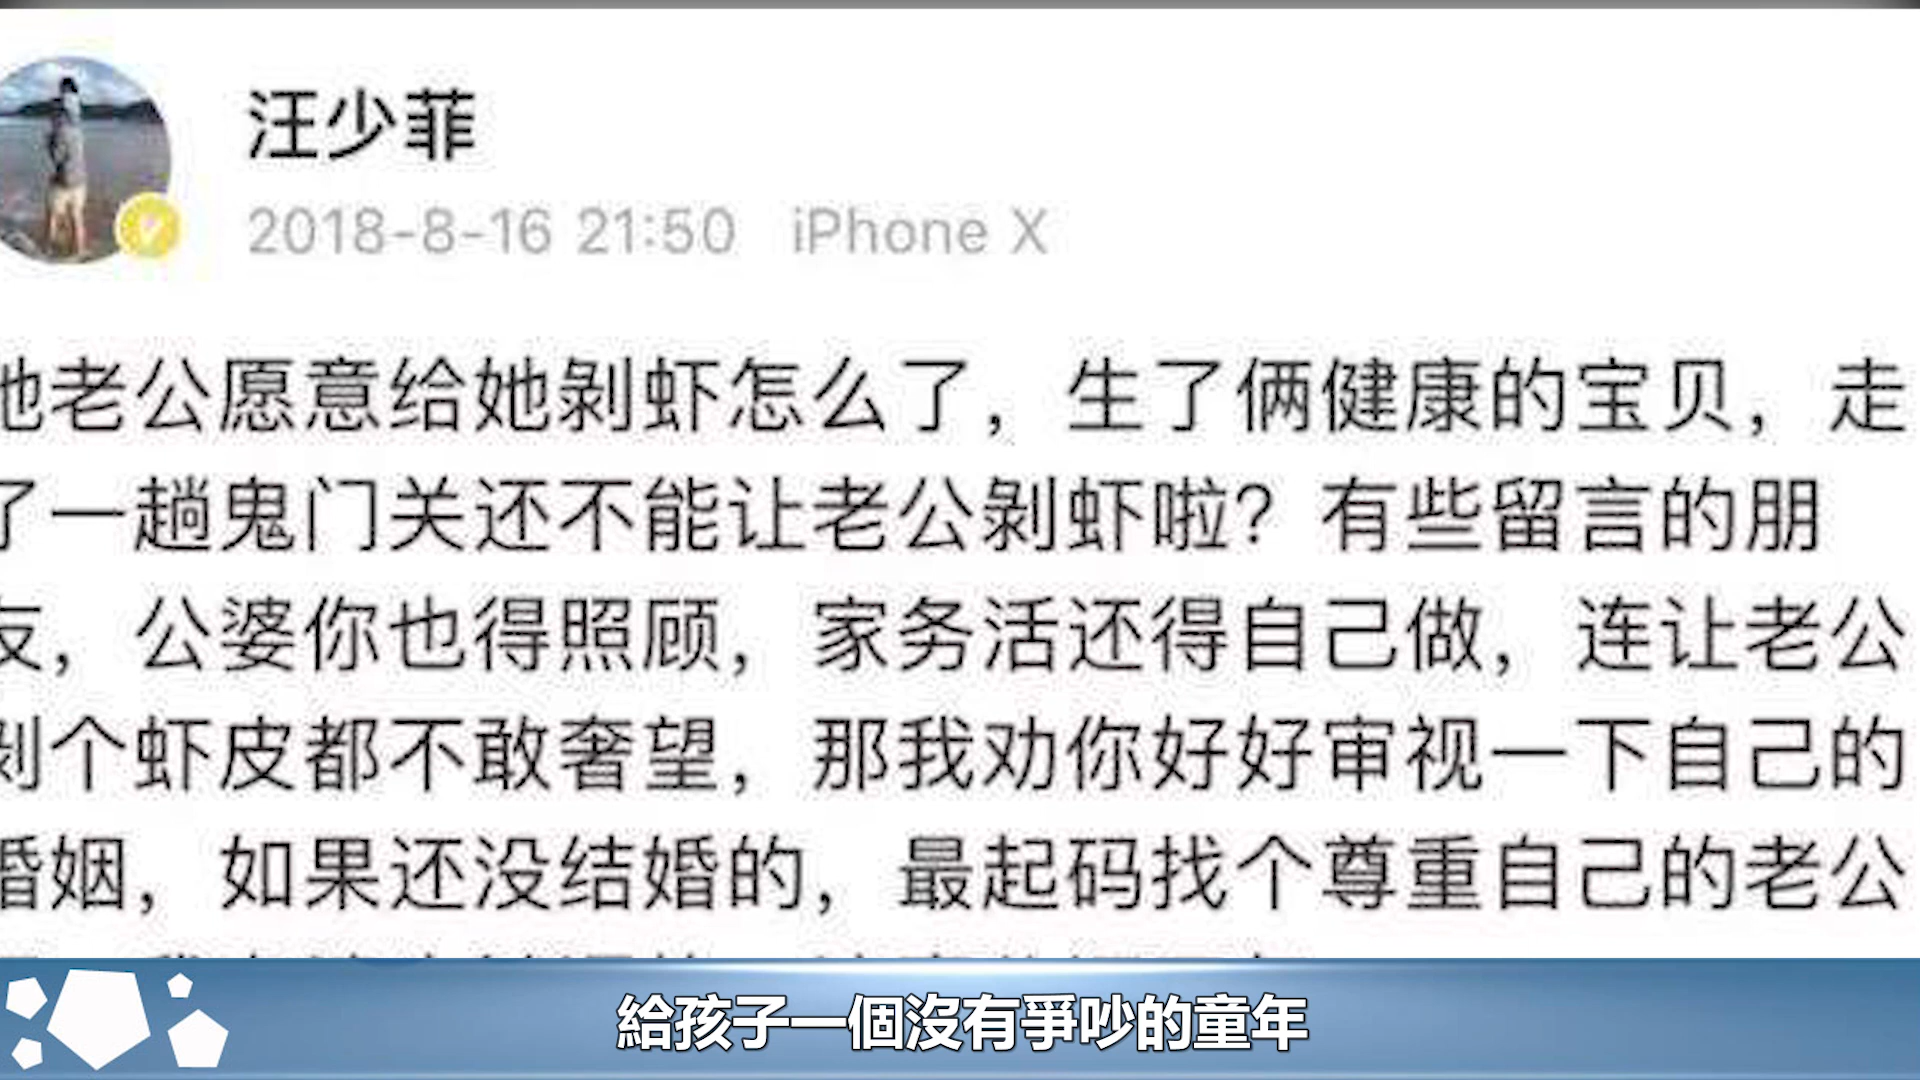 汪少菲
2018-8-16 21:50 iPhone X
她老公愿意给她剥虾怎么了，生了俩健康的宝贝，走
了一趟鬼门关还不能让老公剥虾啦？有些留言的朋
友，公婆你也得照顾，家务活还得自己做，连让老公
剥个虾皮都不敢奢望，那我劝你好好审视一下自己的
婚姻，如果还没结婚的，最起码找个尊重自己的老公
給孩子一個沒有爭吵的童年